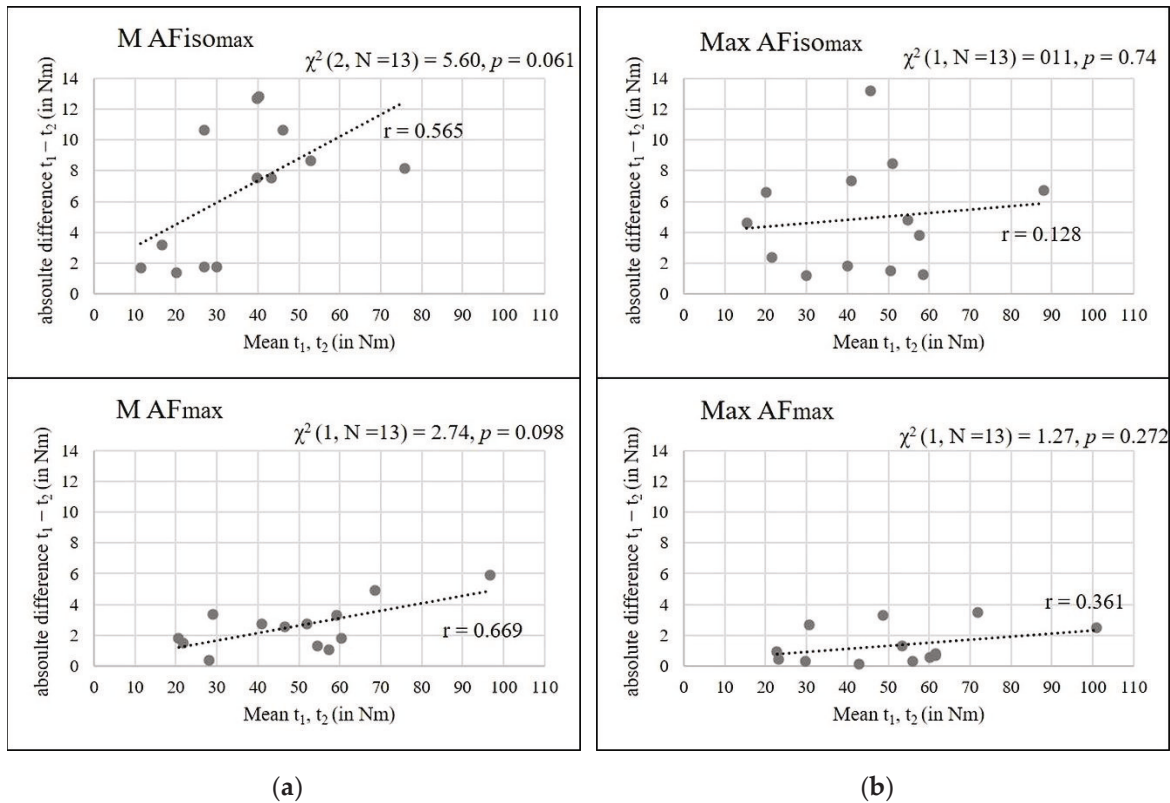 M AFisomax
χ² (2, N =13) = 5.60, p = 0.061
absoulte difference t₁ – t₂ (in Nm)
14
12
10
8
6
4
2
0
r = 0.565
0 10 20 30 40 50 60 70 80 90 100 110
Mean t₁, t₂ (in Nm)
Max AFisomax
χ² (1, N =13) = 011, p = 0.74
absoulte difference t₁ – t₂ (in Nm)
14
12
10
8
6
4
2
0
r = 0.128
0 10 20 30 40 50 60 70 80 90 100 110
Mean t₁, t₂ (in Nm)
M AFmax
χ² (1, N =13) = 2.74, p = 0.098
absoulte difference t₁ – t₂ (in Nm)
14
12
10
8
6
4
2
0
r = 0.669
0 10 20 30 40 50 60 70 80 90 100 110
Mean t₁, t₂ (in Nm)
Max AFmax
χ² (1, N =13) = 1.27, p = 0.272
absoulte difference t₁ – t₂ (in Nm)
14
12
10
8
6
4
2
0
r = 0.361
0 10 20 30 40 50 60 70 80 90 100 110
Mean t₁, t₂ (in Nm)
(a)
(b)